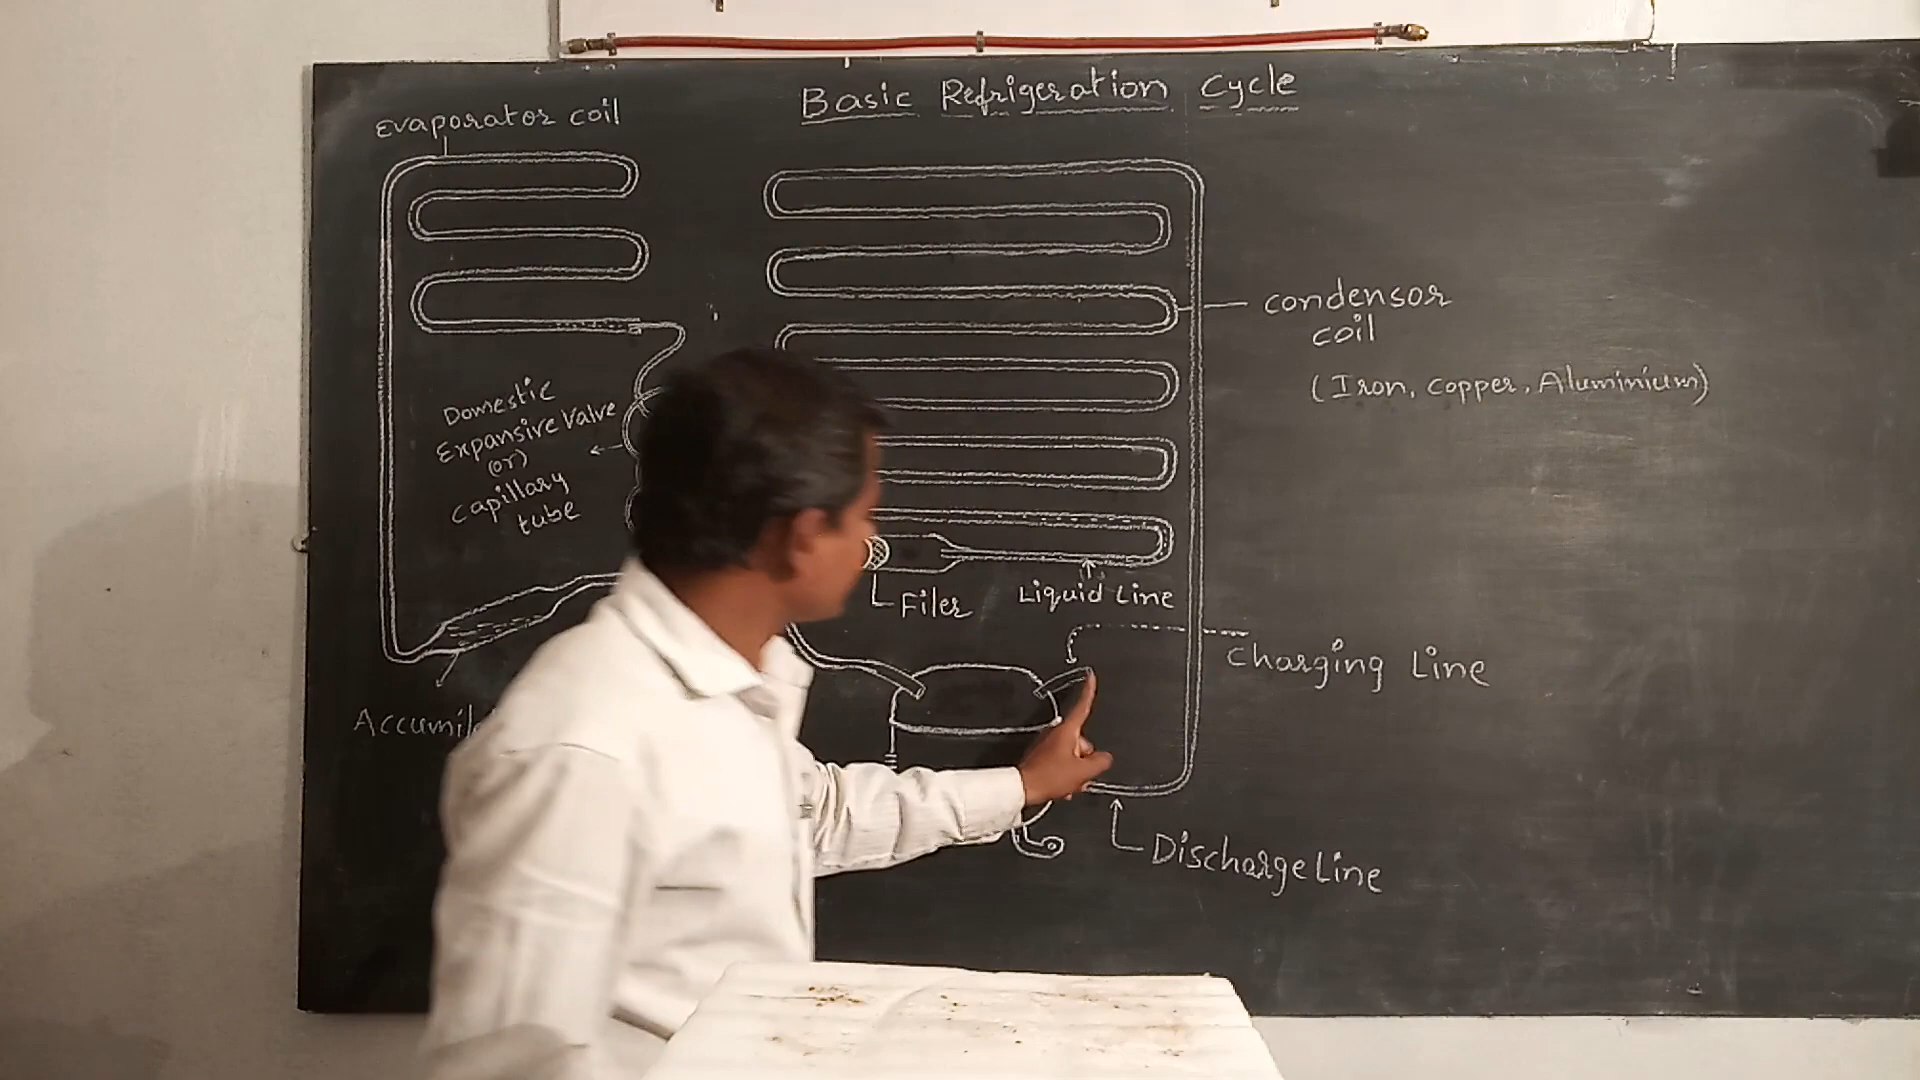 Basic Refrigeration Cycle
Evaporator coil
Condensor
coil
(Iron, Copper, Aluminium)
Domestic
Expansive Valve
(or)
Capillary
tube
Filer
Liquid Line
Charging Line
Discharge Line